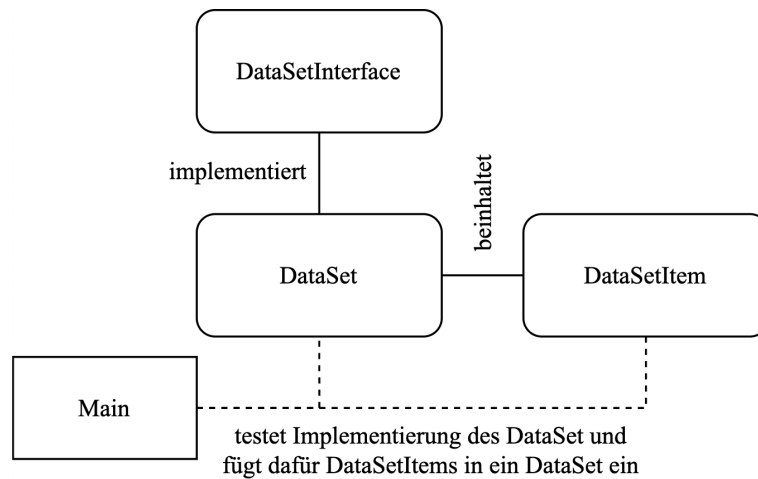 DataSetInterface
implementiert
beinhaltet
DataSet
DataSetItem
Main
testet Implementierung des DataSet und
fügt dafür DataSetItems in ein DataSet ein